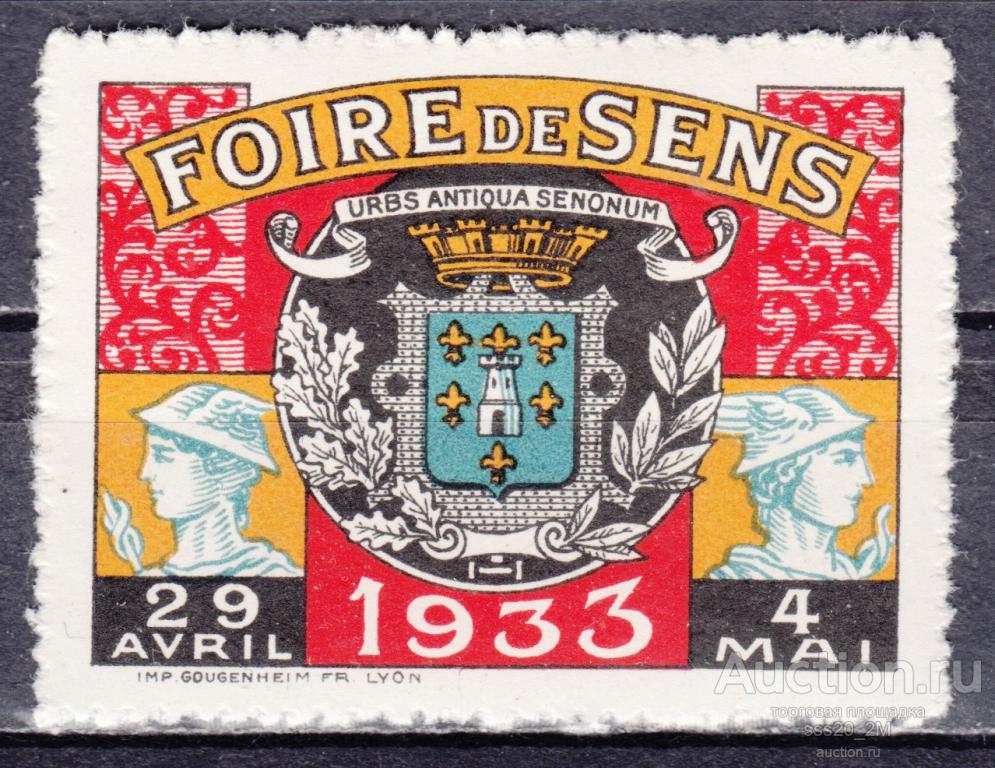 FOIRE DE SENS
URBS ANTIQUA SENONUM
29
AVRIL
1933
4
MAI
IMP. GOUGENHEIM FR. LYON
Auction.ru
торговая площадка
sss20_2M
auction.ru